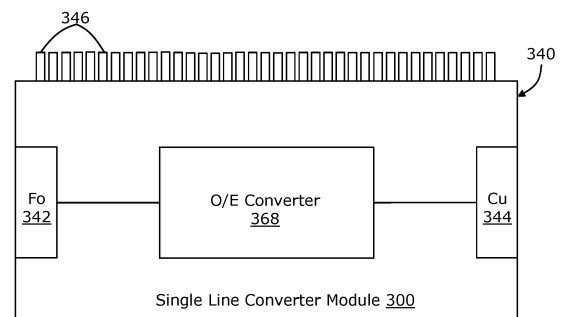 346
340
Fo
342
O/E Converter
368
Cu
344
Single Line Converter Module 300